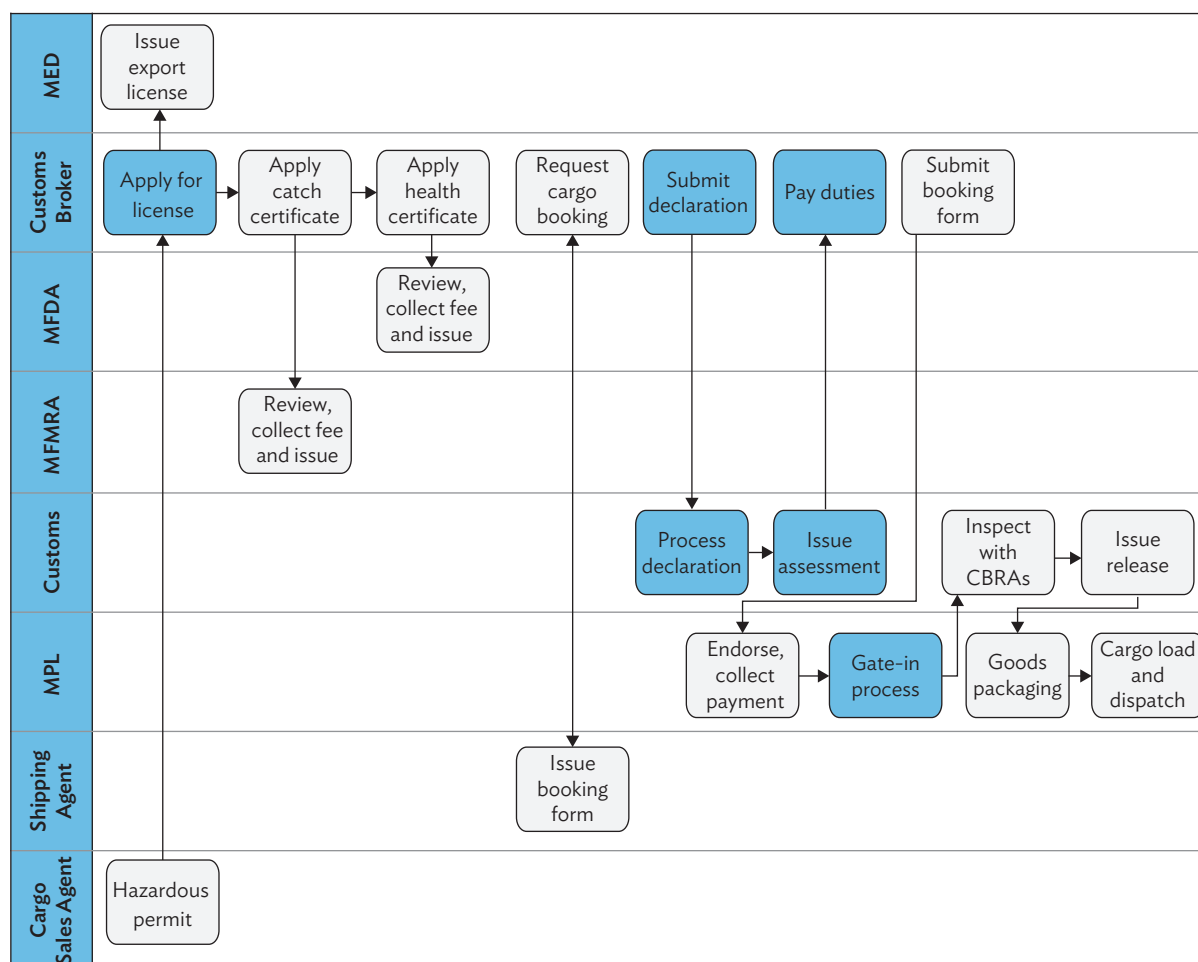 MED
Issue
export
license
Customs
Broker
Apply for
license
Apply
catch
certificate
Apply
health
certificate
Request
cargo
booking
Submit
declaration
Pay duties
Submit
booking
form
MFDA
Review,
collect fee
and issue
MFMRA
Review,
collect fee
and issue
Customs
Process
declaration
Issue
assessment
Inspect
with
CBRAs
Issue
release
MPL
Endorse,
collect
payment
Gate-in
process
Goods
packaging
Cargo load
and
dispatch
Shipping
Agent
Issue
booking
form
Cargo
Sales Agent
Hazardous
permit